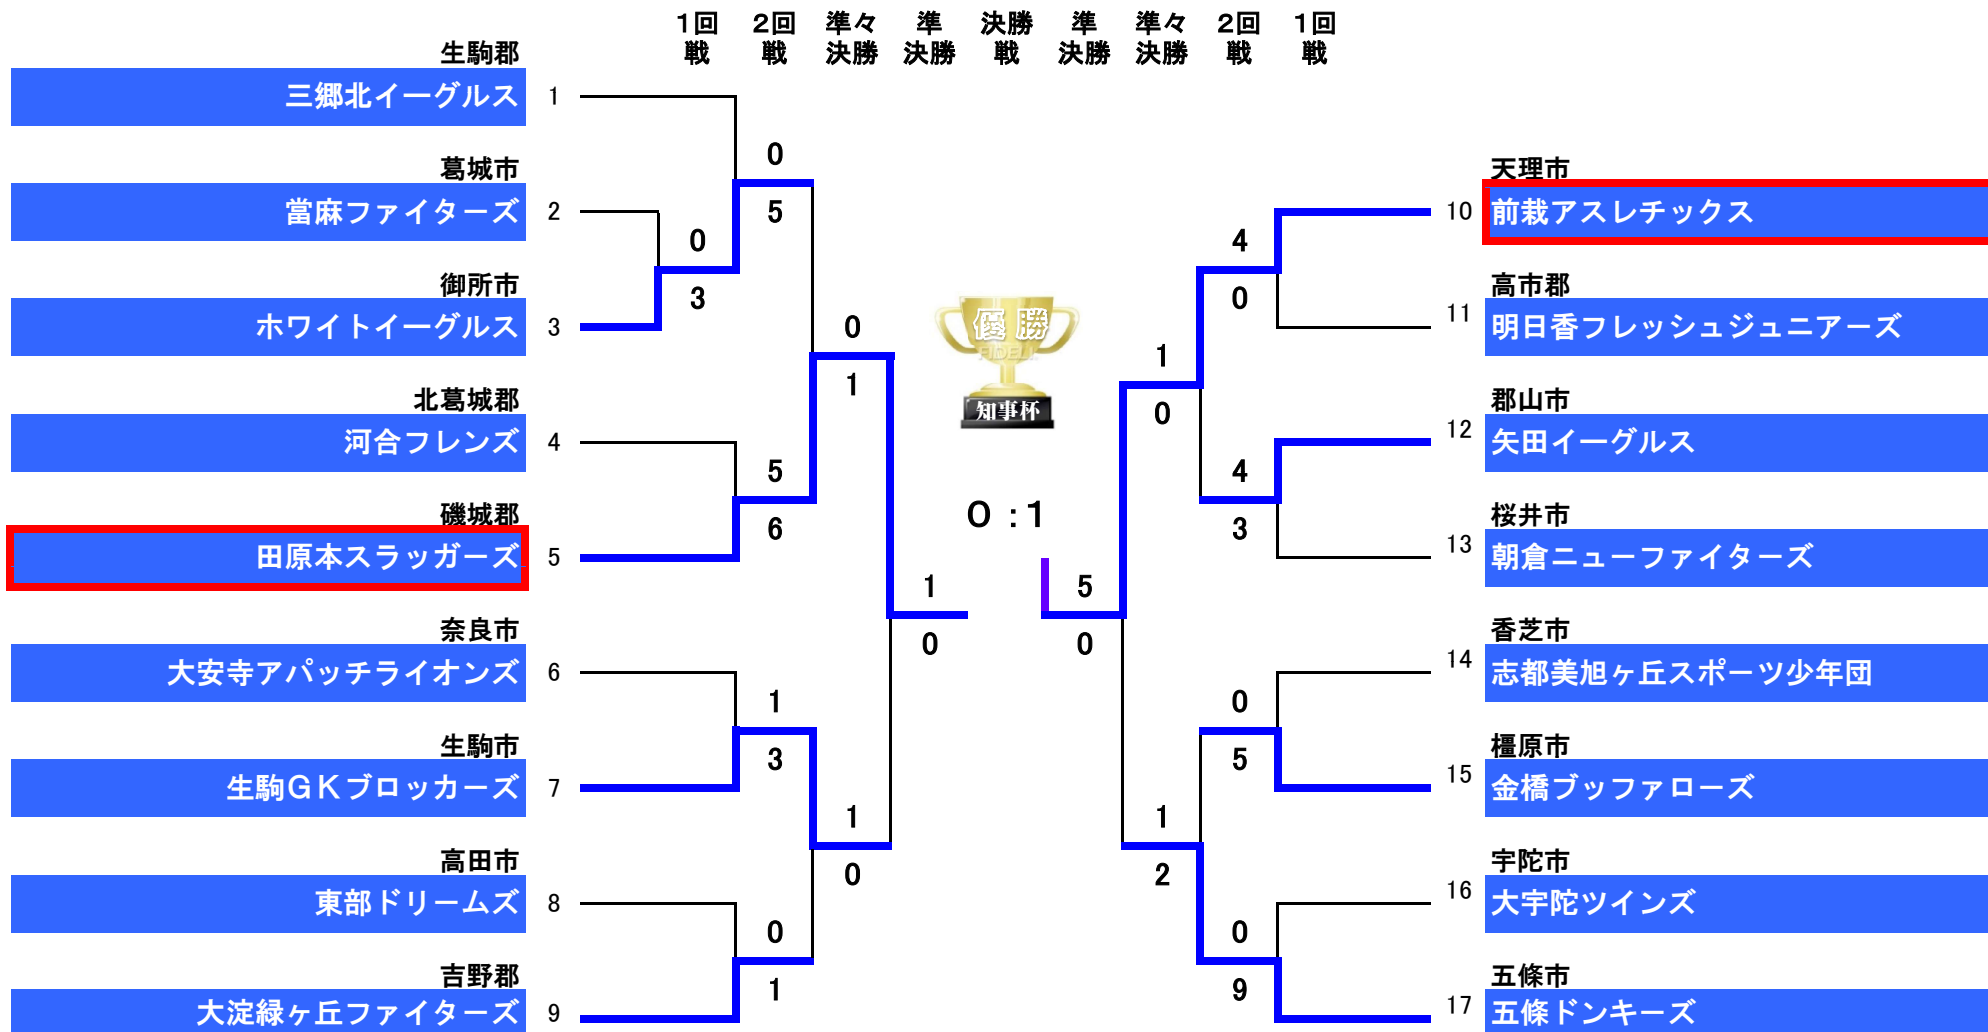 1回戦
2回戦
準々決勝
準決勝
決勝戦
準決勝
準々決勝
2回戦
1回戦
生駒郡
三郷北イーグルス 1
葛城市
當麻ファイターズ 2
御所市
ホワイトイーグルス 3
北葛城郡
河合フレンズ 4
磯城郡
田原本スラッガーズ 5
奈良市
大安寺アパッチライオンズ 6
生駒市
生駒GKブロッカーズ 7
高田市
東部ドリームズ 8
吉野郡
大淀緑ヶ丘ファイターズ 9
0
3
0
5
5
6
1
3
0
1
0
1
1
0
1
0
優勝
FIDELI
知事杯
0:1
5
0
1
0
1
2
4
0
4
3
0
5
0
9
天理市
10 前栽アスレチックス
高市郡
11 明日香フレッシュジュニアーズ
郡山市
12 矢田イーグルス
桜井市
13 朝倉ニューファイターズ
香芝市
14 志都美旭ヶ丘スポーツ少年団
橿原市
15 金橋ブッファローズ
宇陀市
16 大宇陀ツインズ
五條市
17 五條ドンキーズ